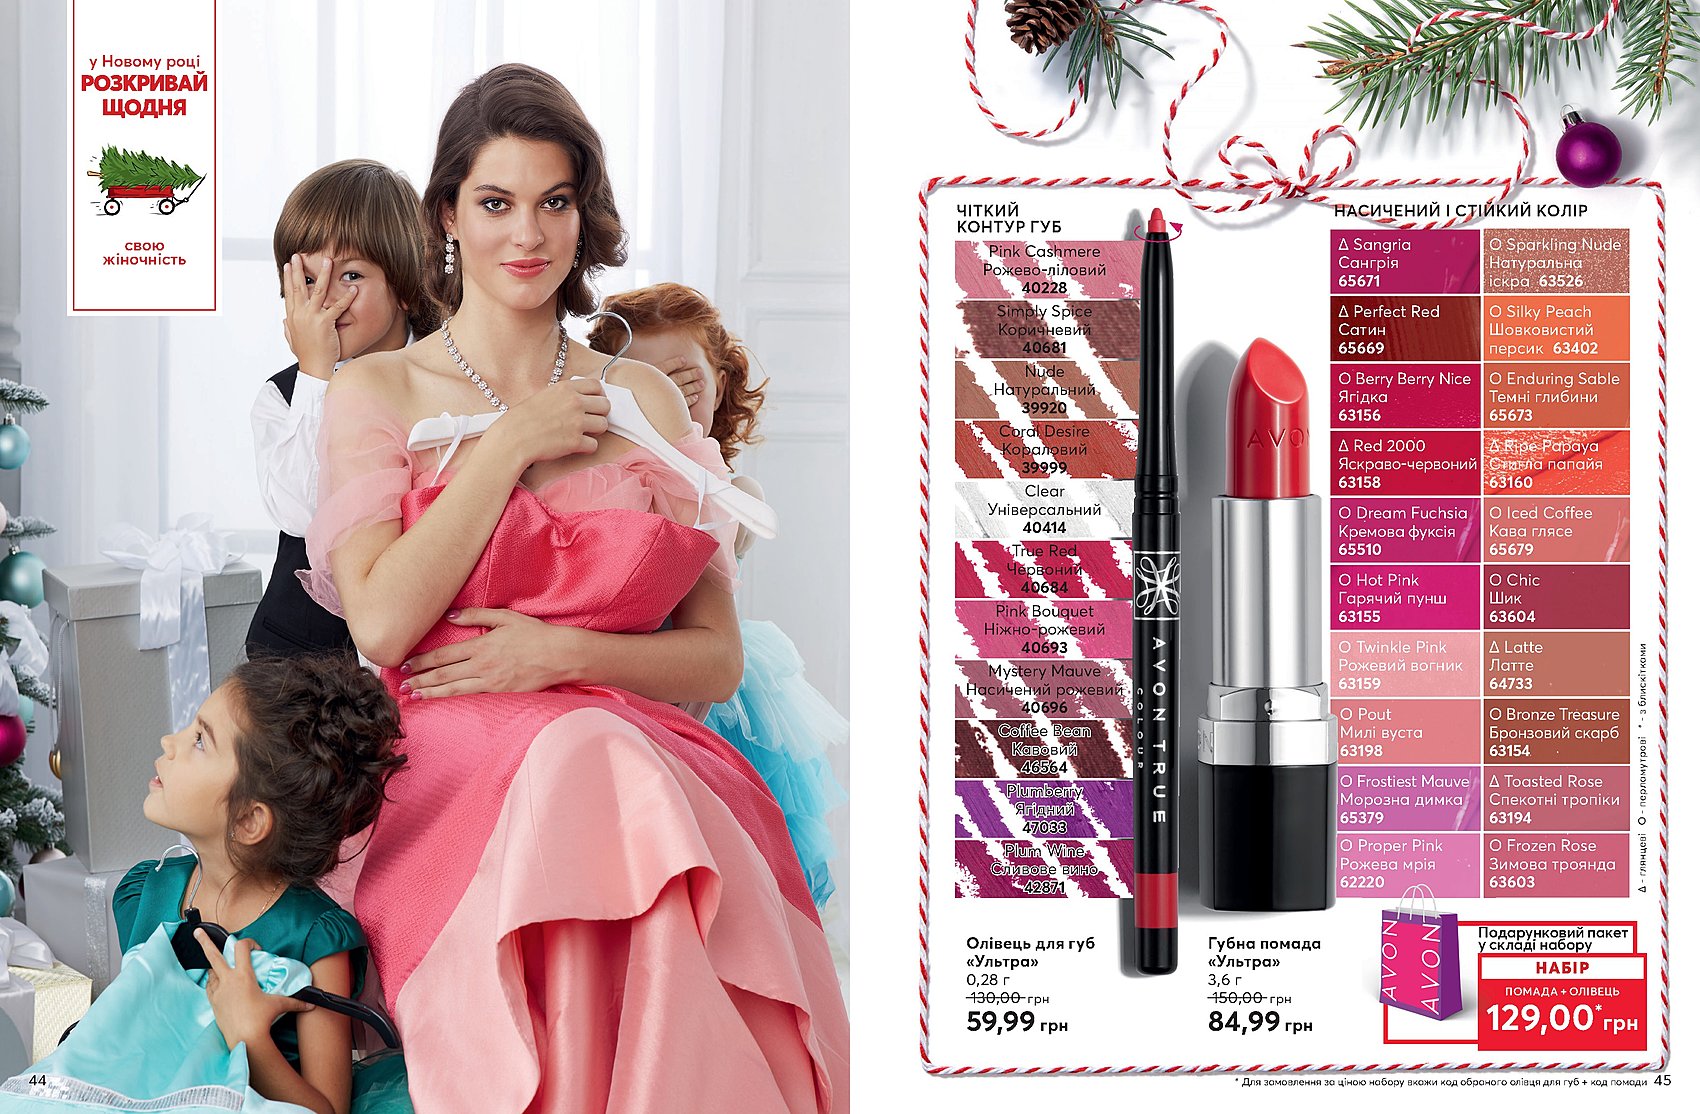 у Новому році
РОЗКРИВАЙ
ЩОДНЯ
свою
жіночність
44
ЧІТКИЙ
КОНТУР ГУБ
Pink Cashmere
Рожево-ліловий
40228
Simply Spice
Коричневий
40681
Nude
Натуральний
39920
Coral Desire
Кораловий
39999
Clear
Універсальний
40414
True Red
Червоний
40684
Pink Bouquet
Ніжно-рожевий
40693
Mystery Mauve
Насичений рожевий
40696
Coffee Bean
Кавовий
46564
Plumberry
Ягідний
47033
Plum Wine
Сливове вино
42871
AVON TRUE
COLOUR
AVON
НАСИЧЕНИЙ І СТІЙКИЙ КОЛІР
Δ Sangria
Сангрія
65671
Δ Perfect Red
Сатин
65669
O Berry Berry Nice
Ягідка
63156
Δ Red 2000
Яскраво-червоний
63158
O Dream Fuchsia
Кремова фуксія
65510
O Hot Pink
Гарячий пунш
63155
O Twinkle Pink
Рожевий вогник
63159
O Pout
Милі вуста
63198
O Frostiest Mauve
Морозна димка
65379
O Proper Pink
Рожева мрія
62220
O Sparkling Nude
Натуральна
іскра 63526
O Silky Peach
Шовковистий
персик 63402
O Enduring Sable
Темні глибини
65673
Δ Ripe Papaya
Стигла папайя
63160
O Iced Coffee
Кава глясе
65679
O Chic
Шик
63604
Δ Latte
Латте
64733
O Bronze Treasure
Бронзовий скарб
63154
Δ Toasted Rose
Спекотні тропіки
63194
O Frozen Rose
Зимова троянда
63603
Δ - глянцеві O - перламутрові * - з блискітками
Олівець для губ
«Ультра»
0,28 г
130,00 грн
59,99 грн
Губна помада
«Ультра»
3,6 г
150,00 грн
84,99 грн
AVON
AVON
Подарунковий пакет
у складі набору
НАБІР
ПОМАДА + ОЛІВЕЦЬ
129,00* грн
* Для замовлення за ціною набору вкажи код обраного олівця для губ + код помади 45